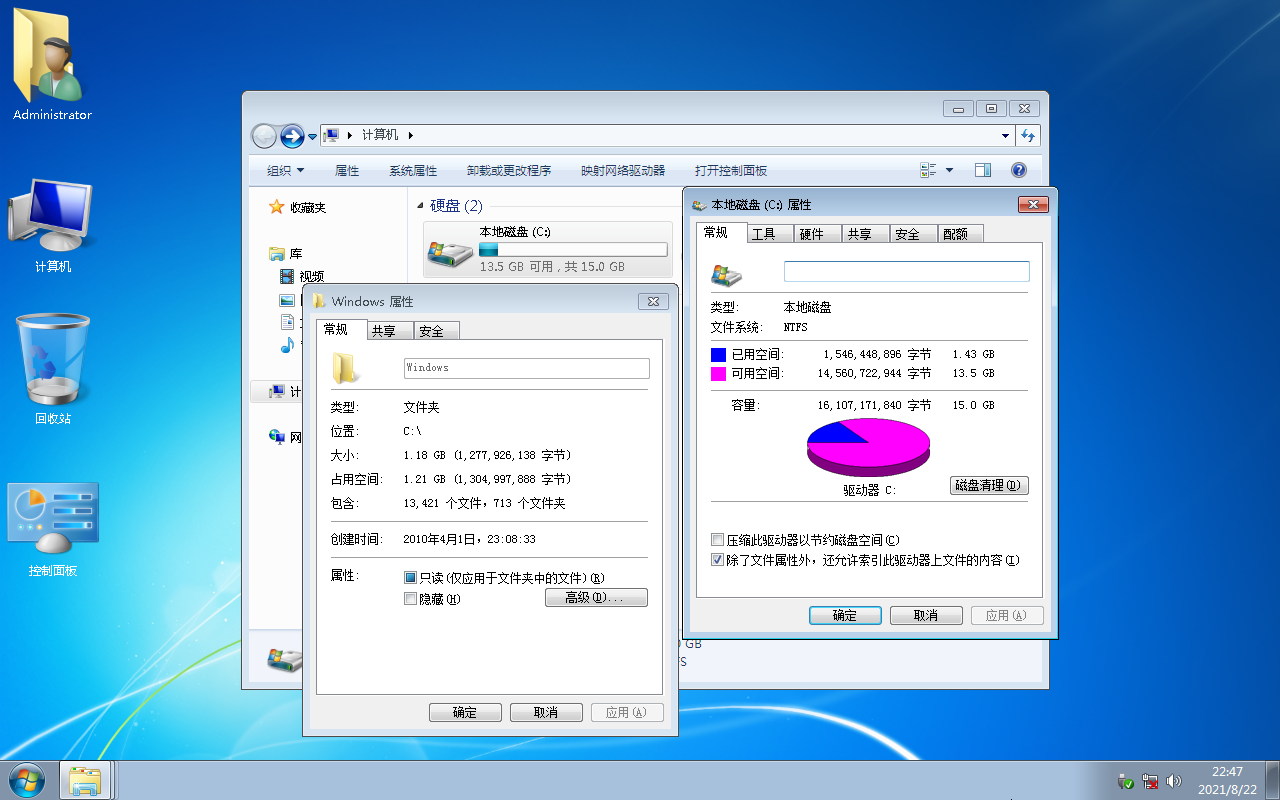 Administrator
计算机
回收站
控制面板
计算机
组织
属性
系统属性
卸载或更改程序
映射网络驱动器
打开控制面板
收藏夹
库
视频
计
网
硬盘 (2)
本地磁盘 (C:)
13.5 GB 可用，共 15.0 GB
GB
Windows 属性
常规
共享
安全
Windows
类型: 文件夹
位置: C:\
大小: 1.18 GB (1,277,926,138 字节)
占用空间: 1.21 GB (1,304,997,888 字节)
包含: 13,421 个文件，713 个文件夹
创建时间: 2010年4月1日，23:08:33
属性: 只读(仅应用于文件夹中的文件)(R)
隐藏(H)
高级(D)...
确定
取消
应用(A)
本地磁盘 (C:) 属性
常规
工具
硬件
共享
安全
配额
类型: 本地磁盘
文件系统: NTFS
已用空间: 1,546,448,896 字节 1.43 GB
可用空间: 14,560,722,944 字节 13.5 GB
容量: 16,107,171,840 字节 15.0 GB
驱动器 C:
磁盘清理(D)
压缩此驱动器以节约磁盘空间(C)
除了文件属性外，还允许索引此驱动器上文件的内容(I)
确定
取消
应用(A)
22:47
2021/8/22